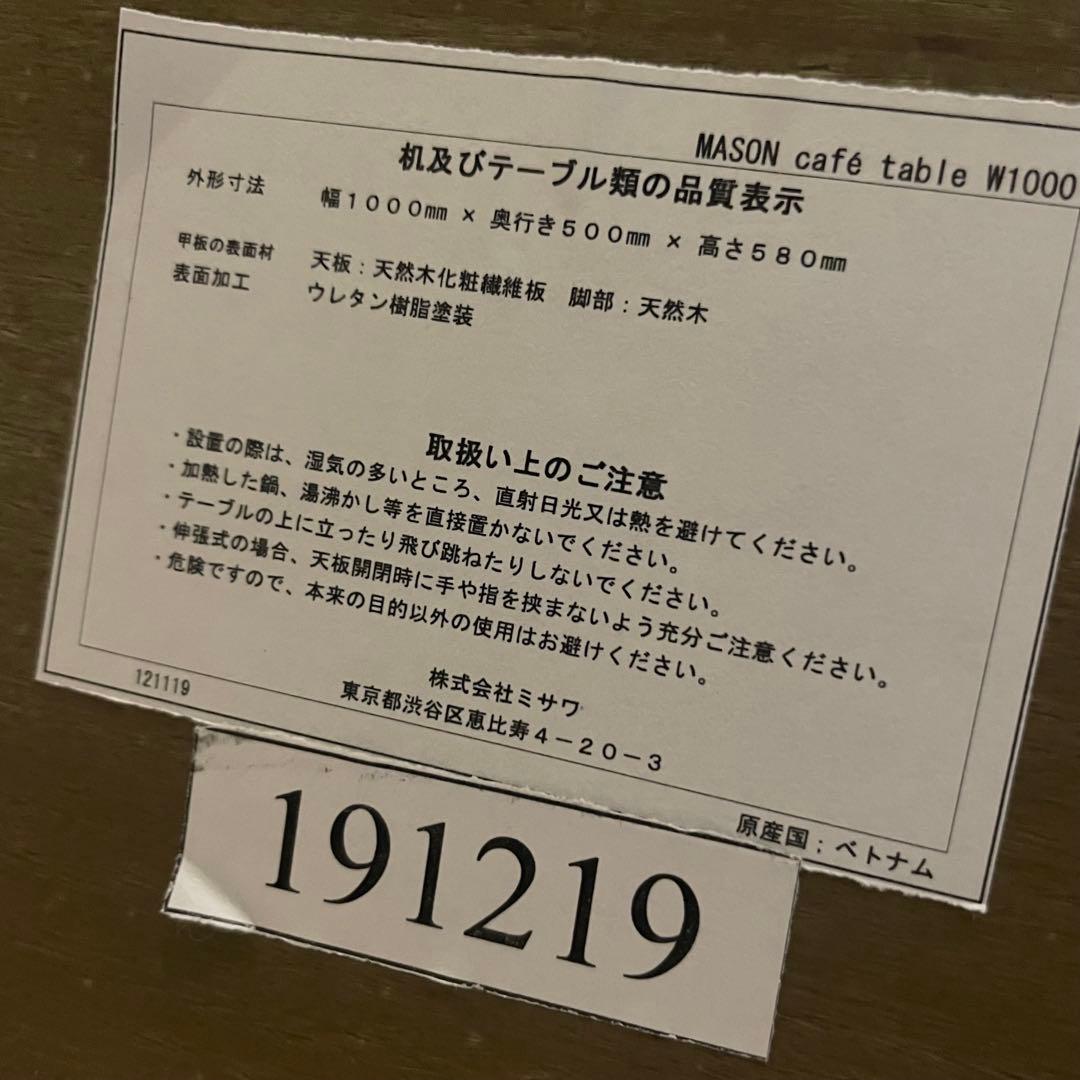 MASON café table W1000
机及びテーブル類の品質表示
外形寸法 幅1000㎜ × 奥行き500㎜ × 高さ580㎜
甲板の表面材 天板:天然木化粧繊維板 脚部:天然木
表面加工 ウレタン樹脂塗装
取扱い上のご注意
・設置の際は、湿気の多いところ、直射日光又は熱を避けてください。
・加熱した鍋、湯沸かし等を直接置かないでください。
・テーブルの上に立ったり飛び跳ねたりしないでください。
・伸張式の場合、天板開閉時に手や指を挟まないよう充分ご注意ください。
・危険ですので、本来の目的以外の使用はお避けください。
株式会社ミサワ
東京都渋谷区恵比寿4-20-3
121119
原産国:ベトナム
191219